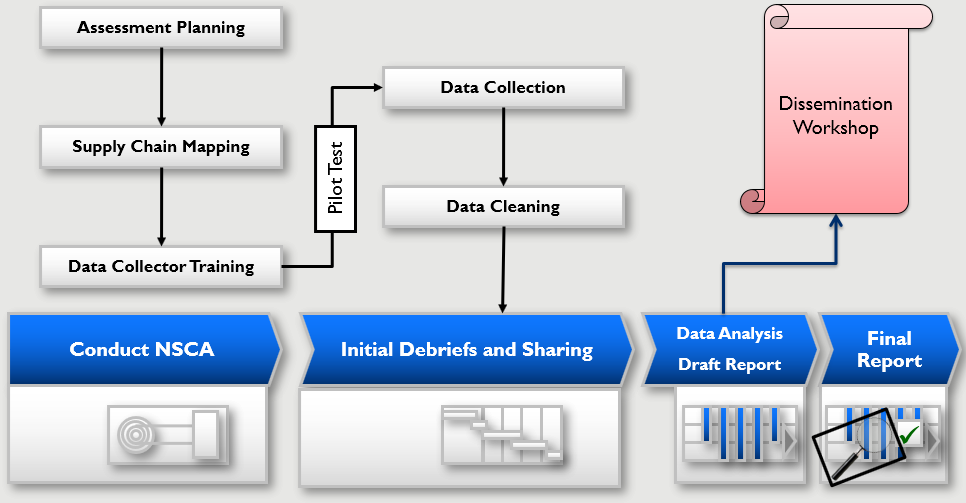 Assessment Planning
Supply Chain Mapping
Data Collector Training
Pilot Test
Data Collection
Data Cleaning
Dissemination
Workshop
Conduct NSCA
Initial Debriefs and Sharing
Data Analysis
Draft Report
Final
Report